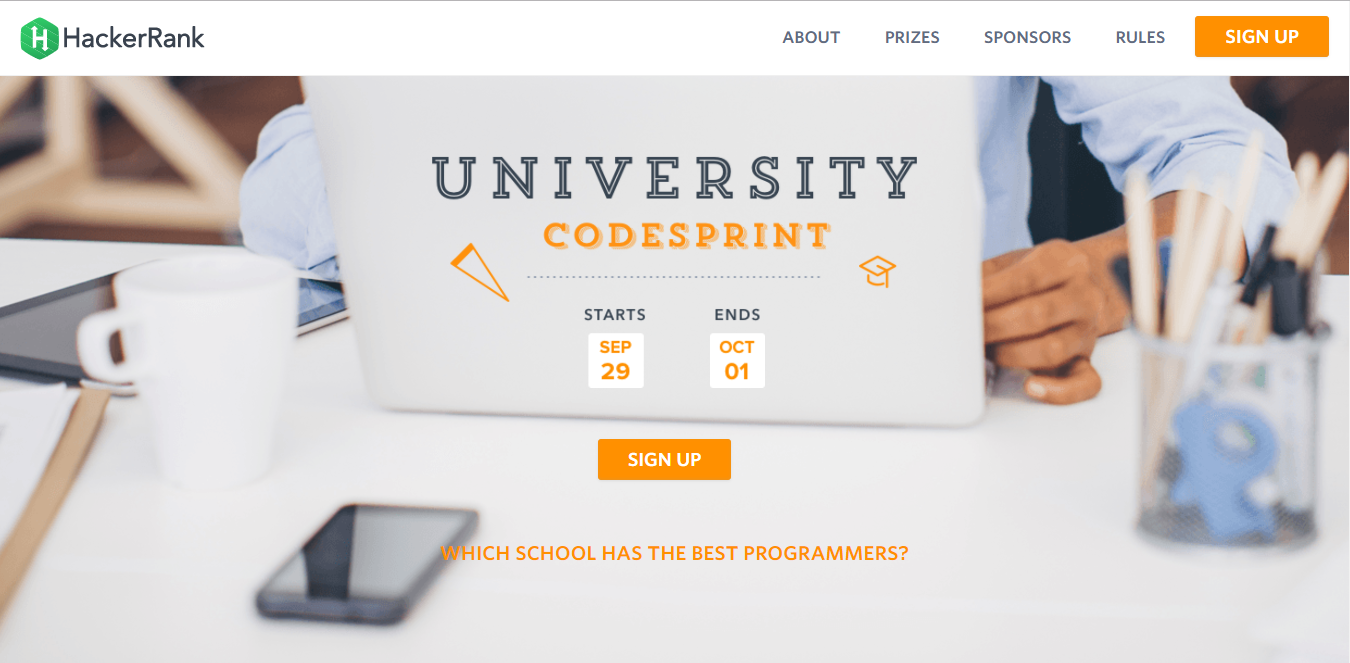 HackerRank
ABOUT PRIZES SPONSORS RULES SIGN UP
UNIVERSITY
CODESPRINT
STARTS ENDS
SEP OCT
29 01
SIGN UP
WHICH SCHOOL HAS THE BEST PROGRAMMERS?